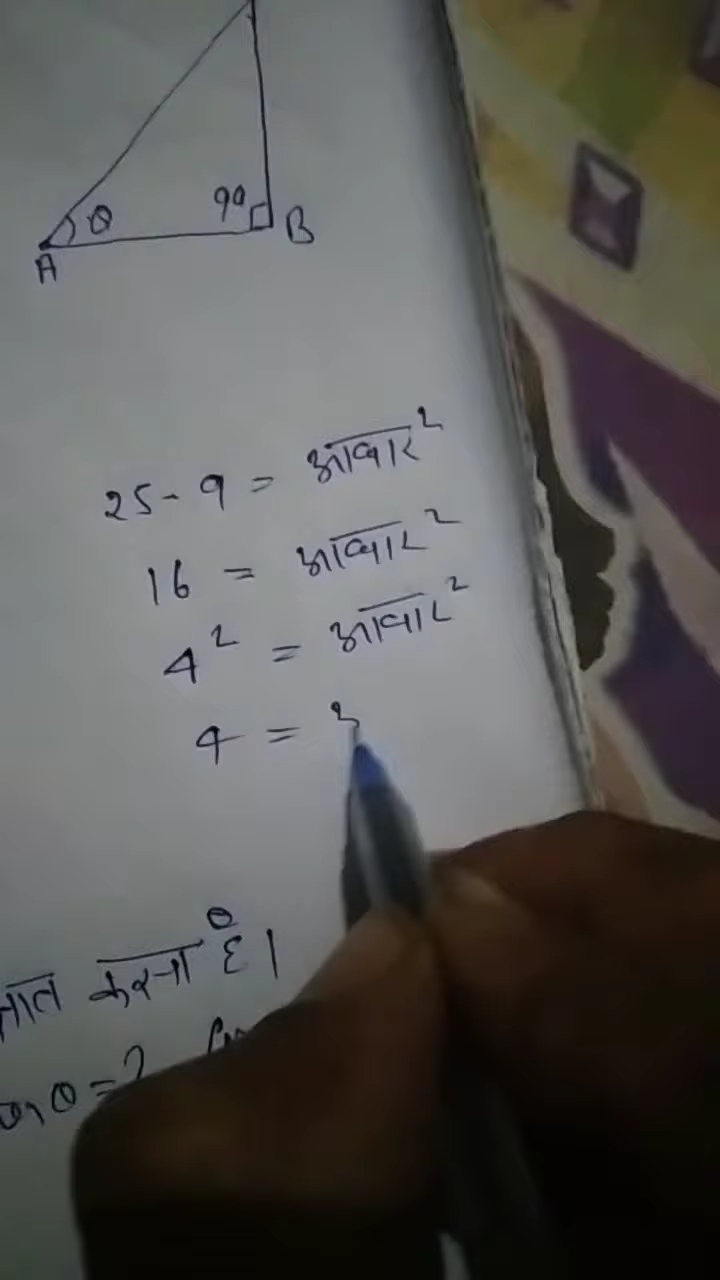 θ 90
A B
25 - 9 = आधार²
16 = आधार²
4² = आधार²
4 =
करना है।
θ = ?